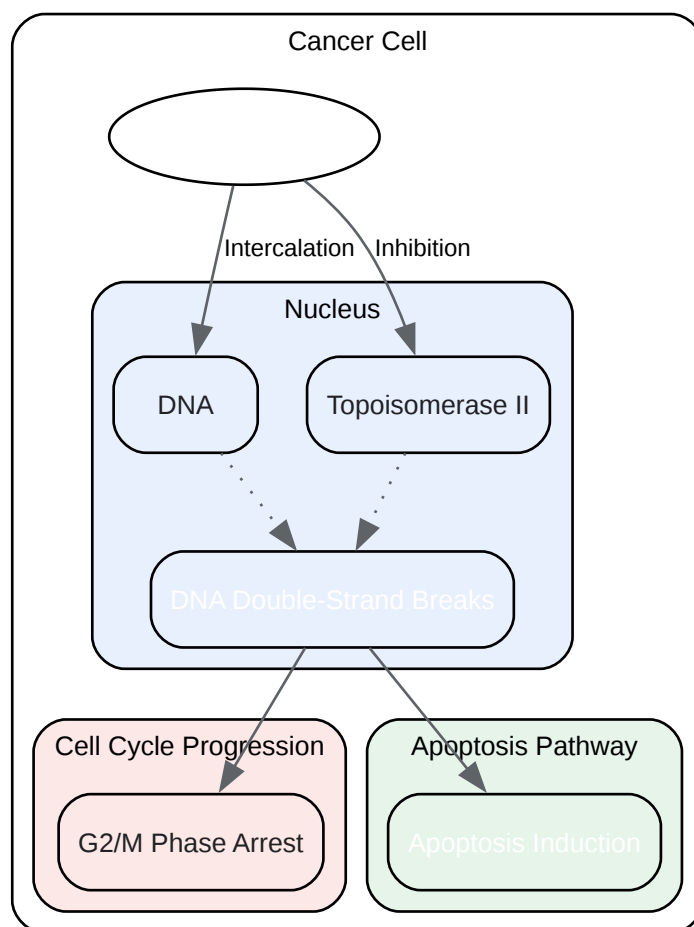 Cancer Cell
Intercalation
Inhibition
Nucleus
DNA
Topoisomerase II
DNA Double-Strand Breaks
Cell Cycle Progression
Apoptosis Pathway
G2/M Phase Arrest
Apoptosis Induction